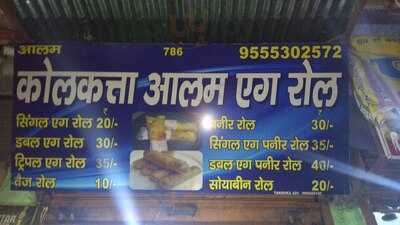 आलम 786 9555302572
कोलकत्ता आलम एग रोल
सिंगल एग रोल 20/-
डबल एग रोल 30/-
ट्रिपल एग रोल 35/-
वैज रोल 10/-
पनीर रोल 30/-
सिंगल एग पनीर रोल 35/-
डबल एग पनीर रोल 40/-
सोयाबीन रोल 20/-